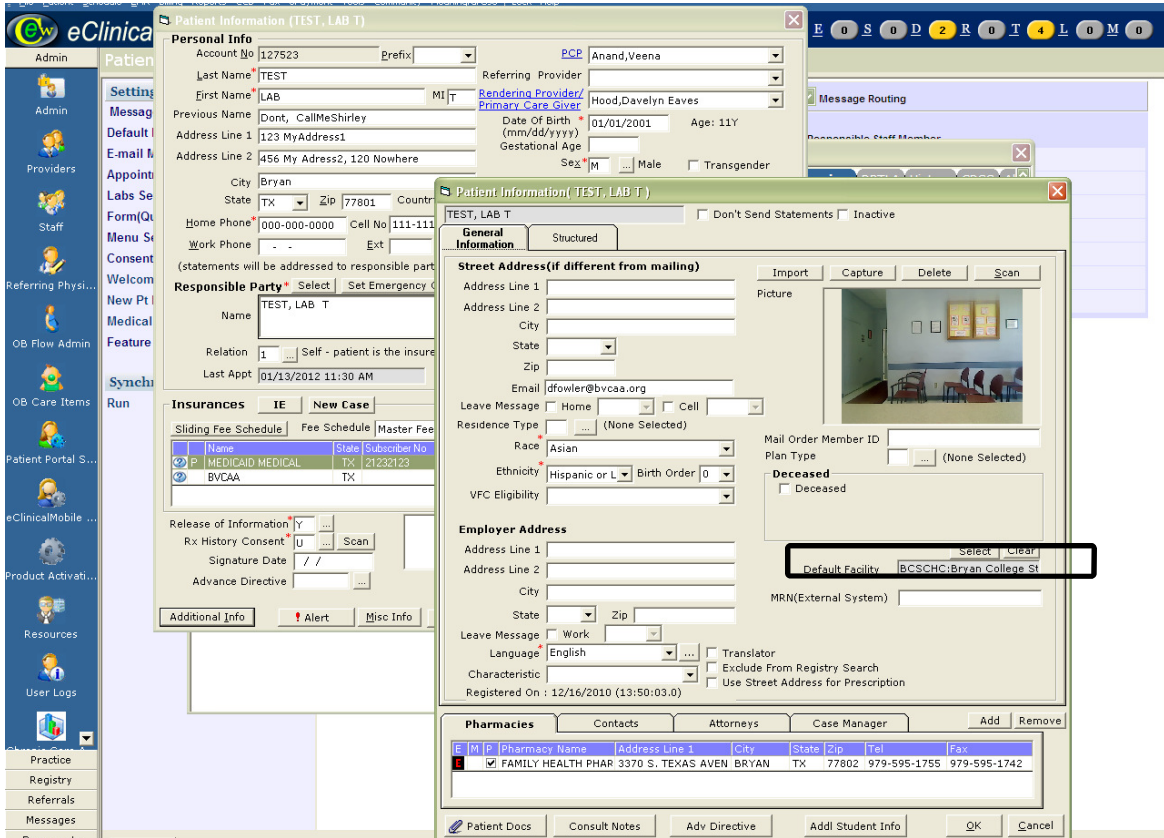 eClinica
Admin
Admin
Providers
Staff
Referring Physi...
OB Flow Admin
OB Care Items
Patient Portal S...
eClinicalMobile ...
Product Activati...
Resources
User Logs
Practice
Registry
Referrals
Messages
Patien
Setting
Messag
Default
E-mail
Appoint
Labs Se
Form(Qu
Menu Se
Consent
Welcom
New Pt
Medical
Feature
Synch
Run
E 0 S 0 D 2 R 0 T 4 L 0 M 0
Message Routing
Patient Information (TEST, LAB T)
Personal Info
Account No 127523 Prefix
Last Name* TEST
First Name* LAB MI T
Previous Name Dont, CallMeShirley
Address Line 1 123 MyAddress1
Address Line 2 456 My Adress2, 120 Nowhere
City Bryan
State TX Zip 77801 Countr
Home Phone* 000-000-0000 Cell No 111-111
Work Phone - - Ext
(statements will be addressed to responsible part
Responsible Party* Select Set Emergency
Name TEST, LAB T
Relation 1 ... Self - patient is the insure
Last Appt 01/13/2012 11:30 AM
PCP Anand,Veena
Referring Provider
Rendering Provider/
Primary Care Giver Hood,Davelyn Eaves
Date Of Birth * 01/01/2001 Age: 11Y
(mm/dd/yyyy)
Gestational Age
Sex* M ... Male Transgender
Insurances IE New Case
Sliding Fee Schedule Fee Schedule Master Fee
Name State Subscriber No
P MEDICAID MEDICAL TX 21232123
BVCAA TX
Release of Information* Y ...
Rx History Consent* U ... Scan
Signature Date / /
Advance Directive ...
Additional Info ! Alert Misc Info
Patient Information( TEST, LAB T )
TEST, LAB T Don't Send Statements Inactive
General Information Structured
Street Address(if different from mailing)
Address Line 1
Address Line 2
City
State
Zip
Email dfowler@bvcaa.org
Leave Message Home Cell
Residence Type ... (None Selected)
Race* Asian
Ethnicity* Hispanic or L Birth Order 0
VFC Eligibility
Import Capture Delete Scan
Picture
Mail Order Member ID
Plan Type ... (None Selected)
Deceased
Deceased
Select Clear
Default Facility BCSCHC:Bryan College St
MRN(External System)
Employer Address
Address Line 1
Address Line 2
City
State Zip
Leave Message Work
Language* English ... Translator
Characteristic Exclude From Registry Search
Use Street Address for Prescription
Registered On : 12/16/2010 (13:50:03.0)
Pharmacies Contacts Attorneys Case Manager Add Remove
E M P Pharmacy Name Address Line 1 City State Zip Tel Fax
E FAMILY HEALTH PHAR 3370 S. TEXAS AVEN BRYAN TX 77802 979-595-1755 979-595-1742
Patient Docs Consult Notes Adv Directive Addl Student Info OK Cancel